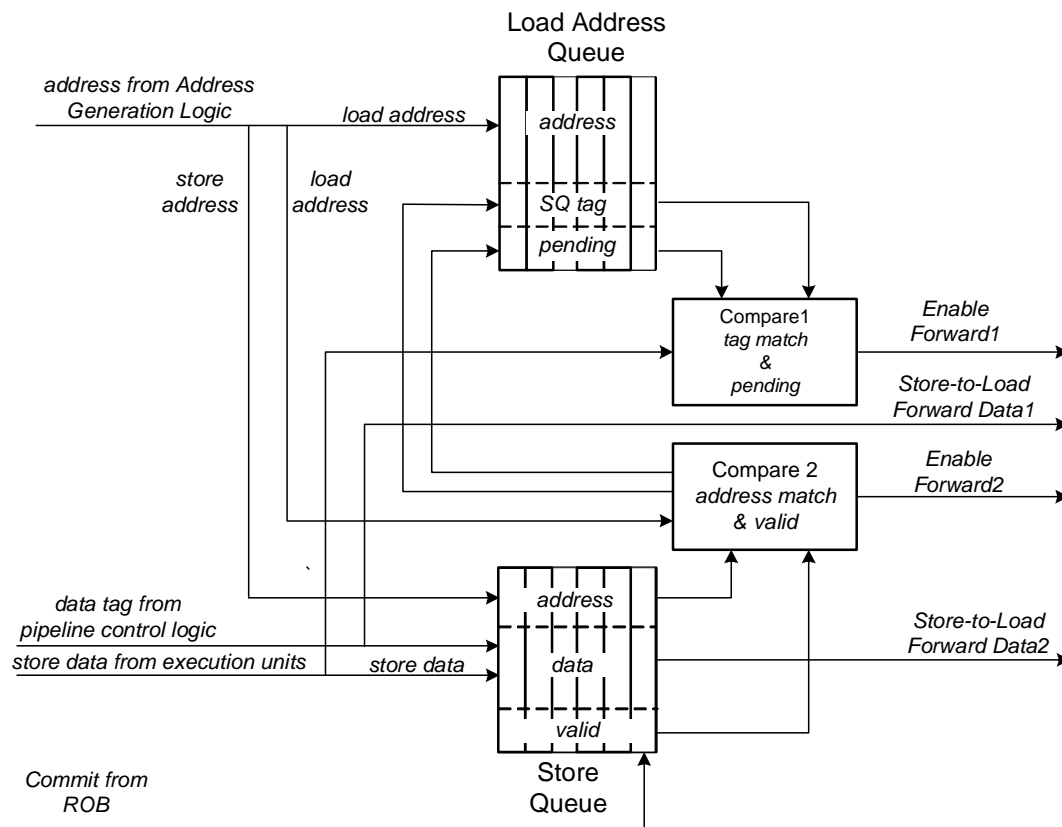 Load Address
Queue
address from Address
Generation Logic
load address
address
store
address
load
address
SQ tag
pending
Compare1
tag match
&
pending
Enable
Forward1
Store-to-Load
Forward Data1
Compare 2
address match
& valid
Enable
Forward2
address
data tag from
pipeline control logic
store data from execution units
store data
data
Store-to-Load
Forward Data2
valid
Store
Queue
Commit from
ROB